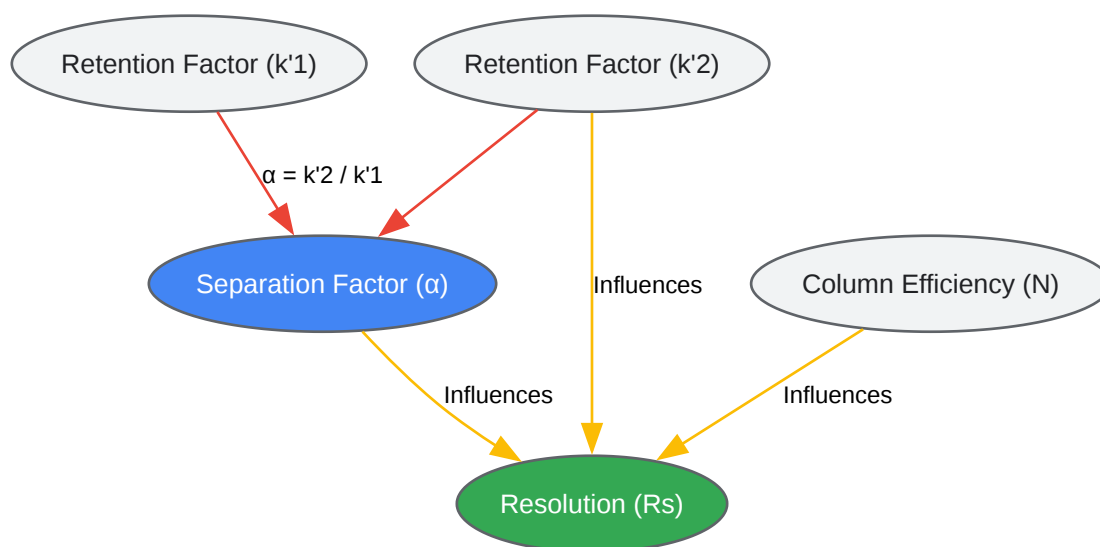 Retention Factor (k'1)
Retention Factor (k'2)
α = k'2 / k'1
Separation Factor (α)
Influences
Column Efficiency (N)
Influences
Influences
Resolution (Rs)